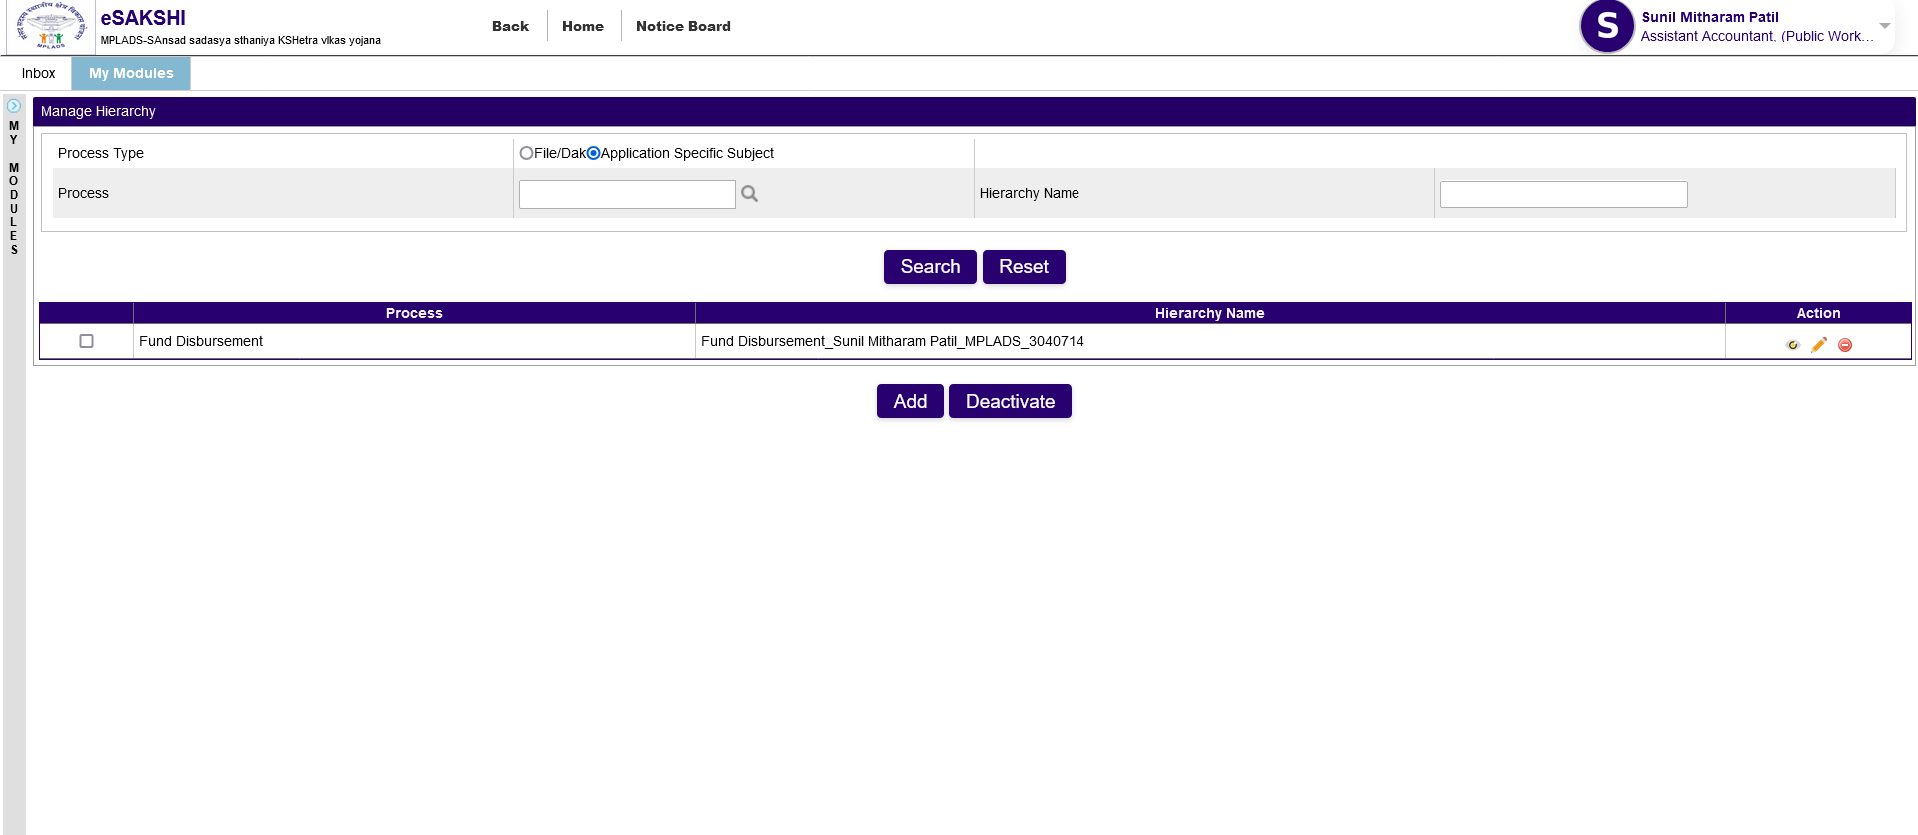 eSAKSHI
MPLADS-SAnsad sadasya sthaniya KSHetra vIkas yojana
MPLADS
Back
Home
Notice Board
S
Sunil Mitharam Patil
Assistant Accountant, (Public Work...
Inbox
My Modules
MY MODULES
Manage Hierarchy
Process Type
File/Dak
Application Specific Subject
Process
Hierarchy Name
Search
Reset
Process
Hierarchy Name
Action
Fund Disbursement
Fund Disbursement_Sunil Mitharam Patil_MPLADS_3040714
Add
Deactivate